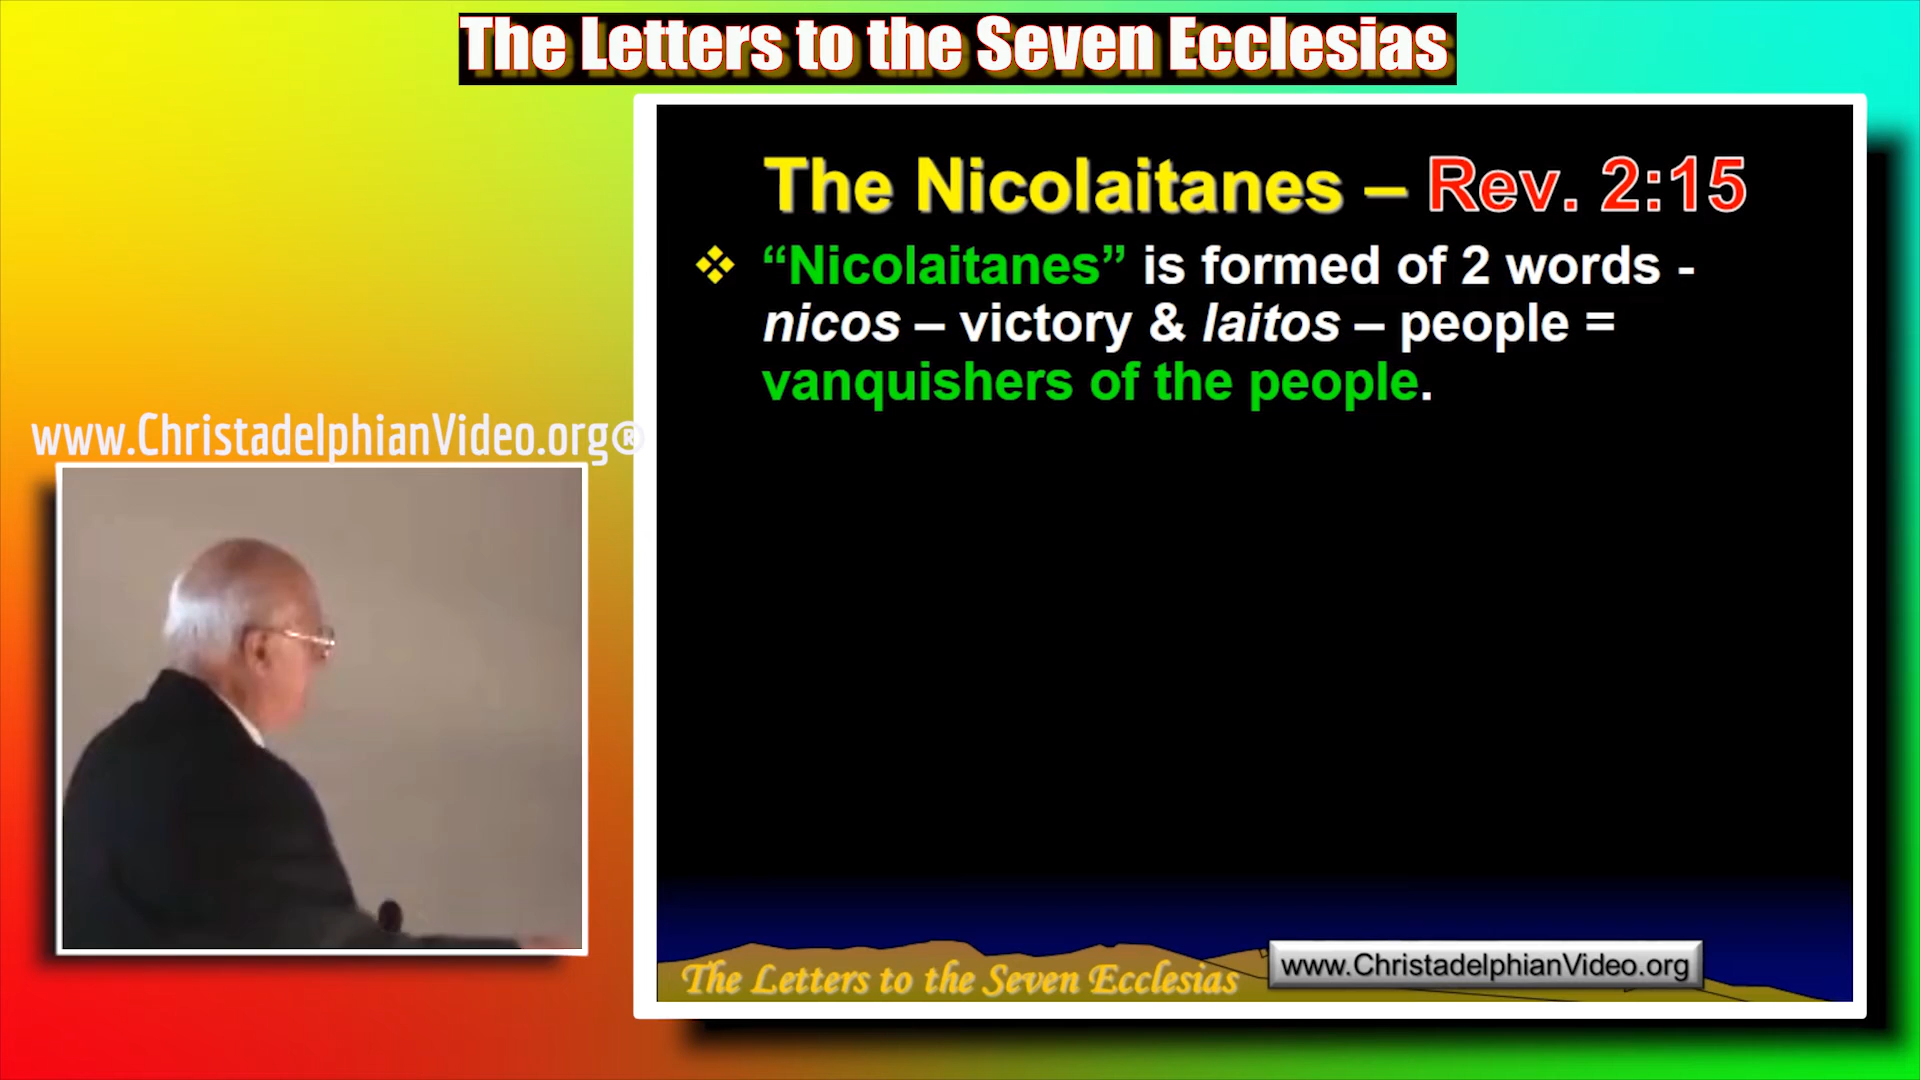 The Letters to the Seven Ecclesias
The Nicolaitanes – Rev. 2:15
“Nicolaitanes” is formed of 2 words -
nicos – victory & laitos – people =
vanquishers of the people.
www.ChristadelphianVideo.org®
The Letters to the Seven Ecclesias
www.ChristadelphianVideo.org